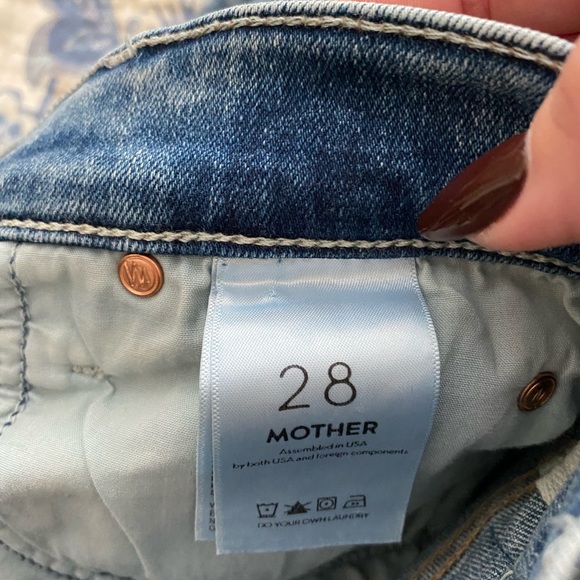 28
MOTHER
Assembled in USA
by both USA and foreign components
DO YOUR OWN LAUNDRY